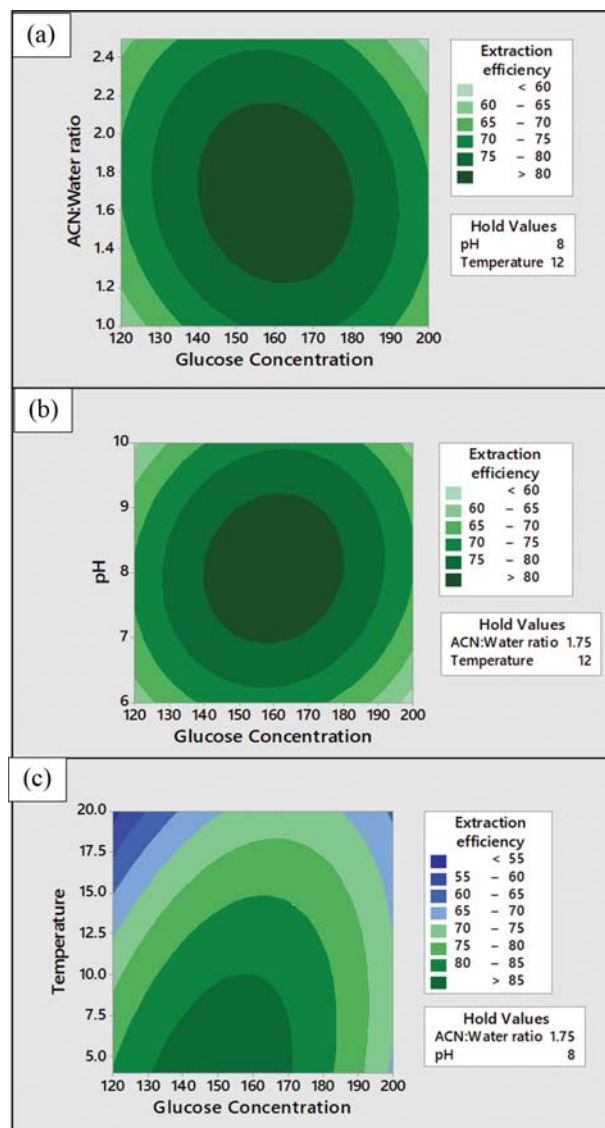 (a)
ACN:Water ratio
2.4
2.2
2.0
1.8
1.6
1.4
1.2
1.0
120 130 140 150 160 170 180 190 200
Glucose Concentration
Extraction
efficiency
< 60
60 – 65
65 – 70
70 – 75
75 – 80
> 80
Hold Values
pH 8
Temperature 12
(b)
pH
10
9
8
7
6
120 130 140 150 160 170 180 190 200
Glucose Concentration
Extraction
efficiency
< 60
60 – 65
65 – 70
70 – 75
75 – 80
> 80
Hold Values
ACN:Water ratio 1.75
Temperature 12
(c)
Temperature
20.0
17.5
15.0
12.5
10.0
7.5
5.0
120 130 140 150 160 170 180 190 200
Glucose Concentration
Extraction
efficiency
< 55
55 – 60
60 – 65
65 – 70
70 – 75
75 – 80
80 – 85
> 85
Hold Values
ACN:Water ratio 1.75
pH 8